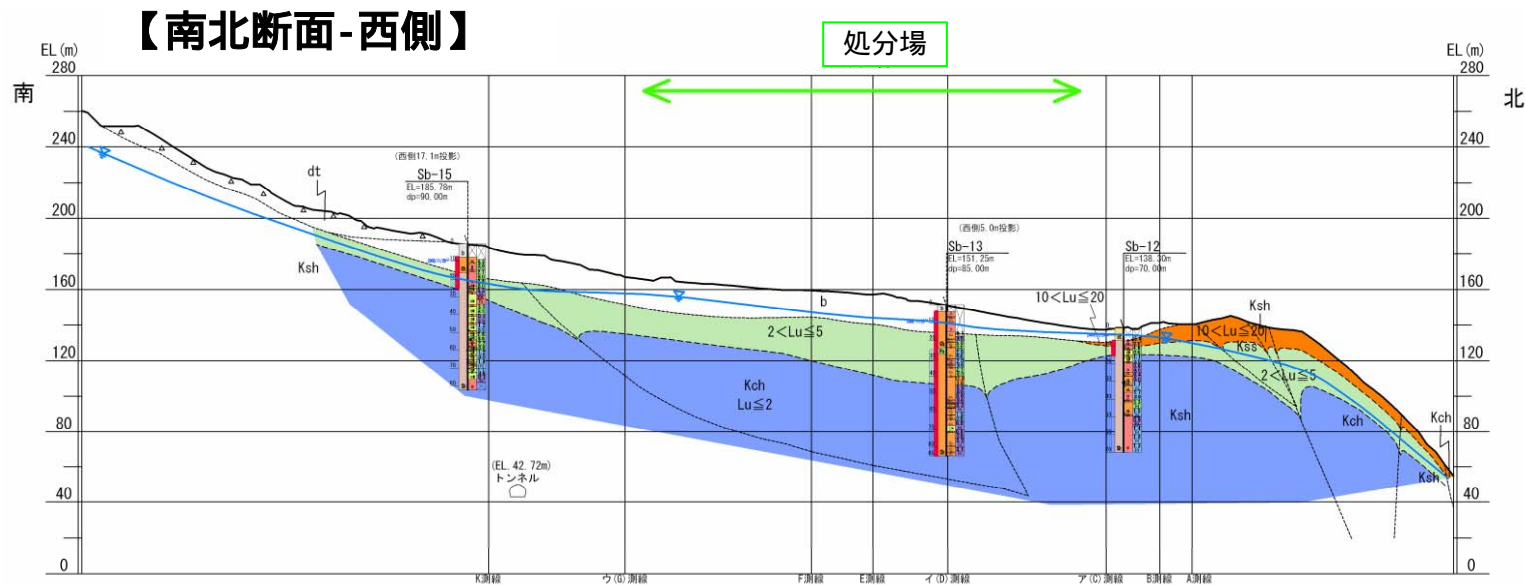 【南北断面-西側】
処分場
EL(m)
EL(m)
南
北
280
280
240
240
200
200
160
160
120
120
80
80
40
40
0
0
dt
(西側17.1m投影)
Sb-15
EL=185.78m
dp=90.00m
(西側5.0m投影)
Sb-13
EL=151.25m
dp=85.00m
Sb-12
EL=138.30m
dp=70.00m
Ksh
b
10<Lu≦20
Ksh
10<Lu≦20
Kss
2<Lu≦5
2<Lu≦5
Kch
Lu≦2
Ksh
Kch
Kch
Ksh
(EL.42.72m)
トンネル
K測線
ウ(G)測線
F測線
E測線
イ(D)測線
ア(C)測線
B測線
A測線